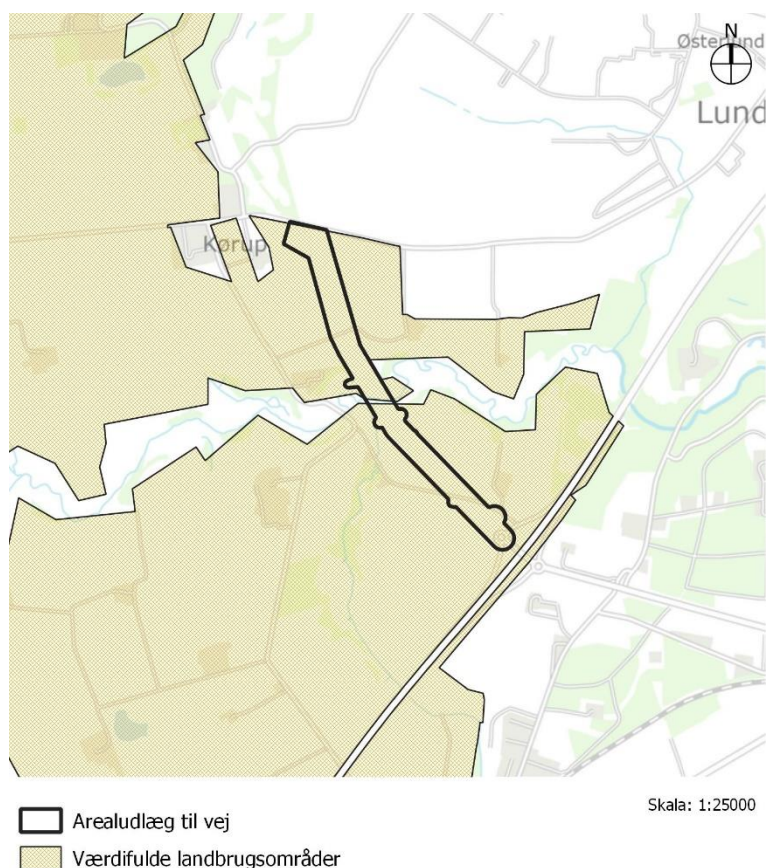 N
Østerlund
Lund
Kørup
Skala: 1:25000
Arealudlæg til vej
Værdifulde landbrugsområder